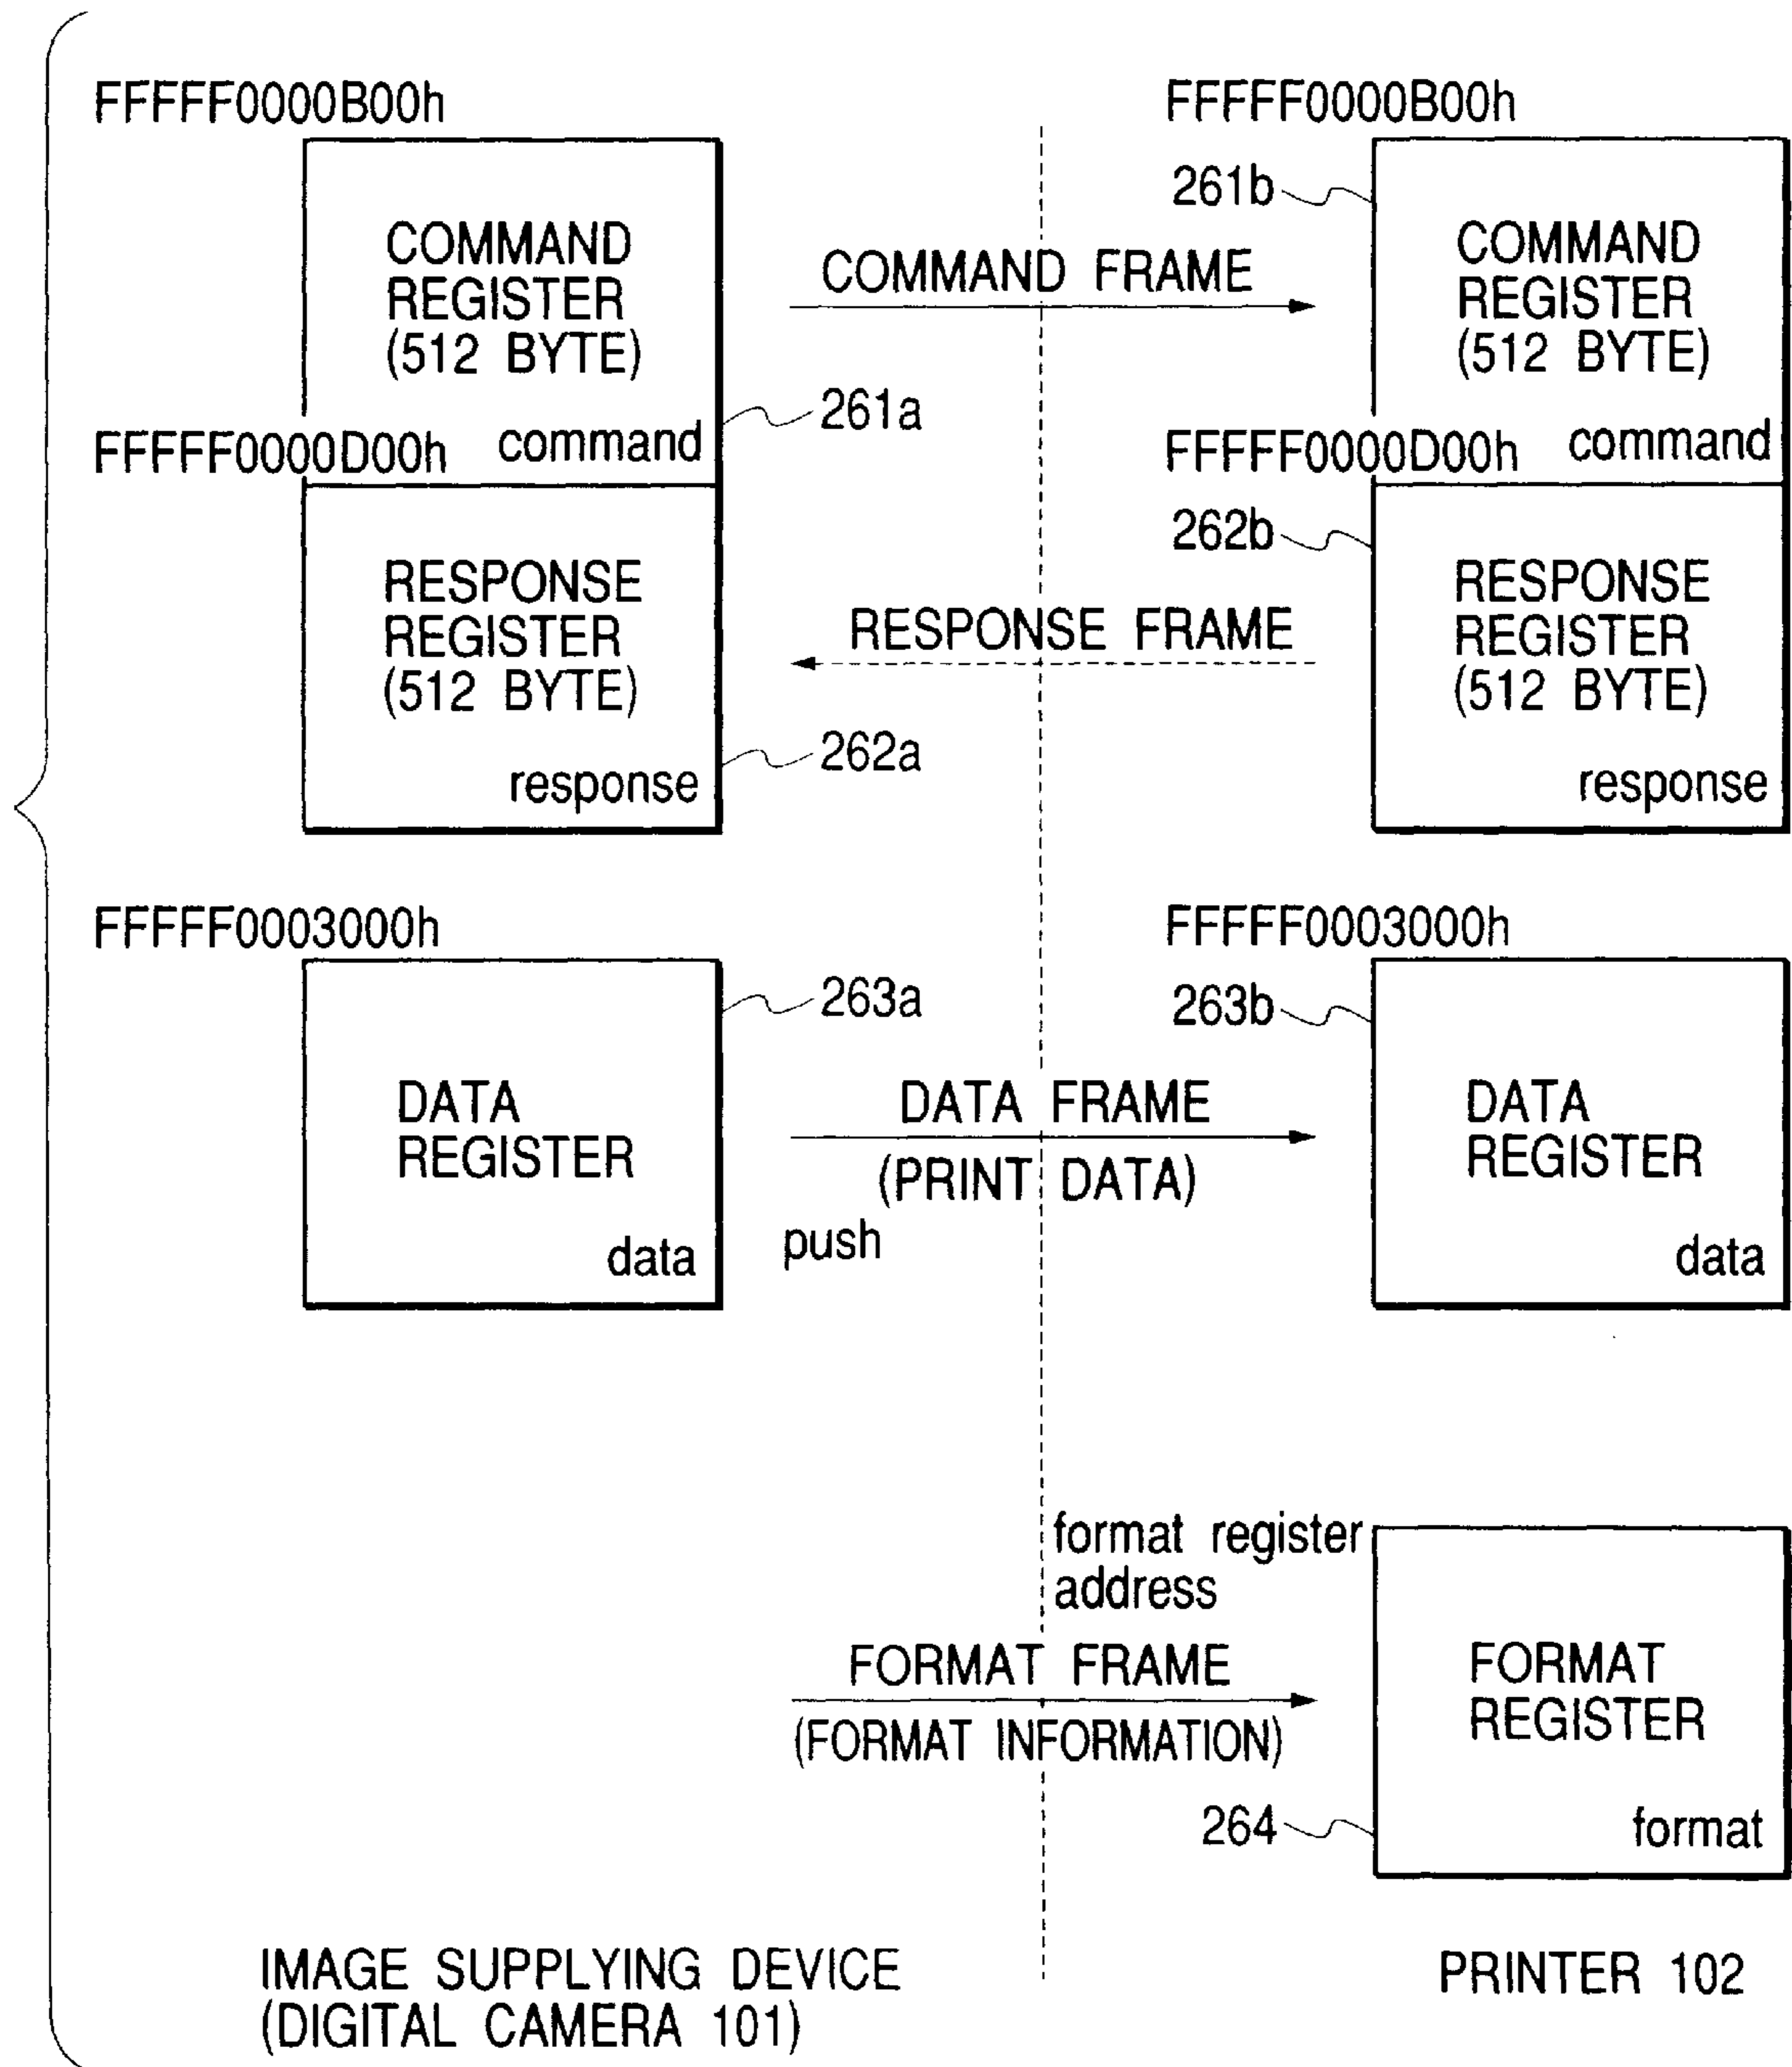 FFFFF0000B00h
FFFFF0000B00h
261b
COMMAND
REGISTER
(512 BYTE)
COMMAND FRAME
COMMAND
REGISTER
(512 BYTE)
261a
command
command
FFFFF0000D00h
FFFFF0000D00h
262b
RESPONSE
REGISTER
(512 BYTE)
RESPONSE FRAME
RESPONSE
REGISTER
(512 BYTE)
262a
response
response
FFFFF0003000h
FFFFF0003000h
263a
263b
DATA
REGISTER
DATA FRAME
(PRINT DATA)
DATA
REGISTER
data
push
data
format register
address
FORMAT FRAME
(FORMAT INFORMATION)
FORMAT
REGISTER
264
format
IMAGE SUPPLYING DEVICE
(DIGITAL CAMERA 101)
PRINTER 102